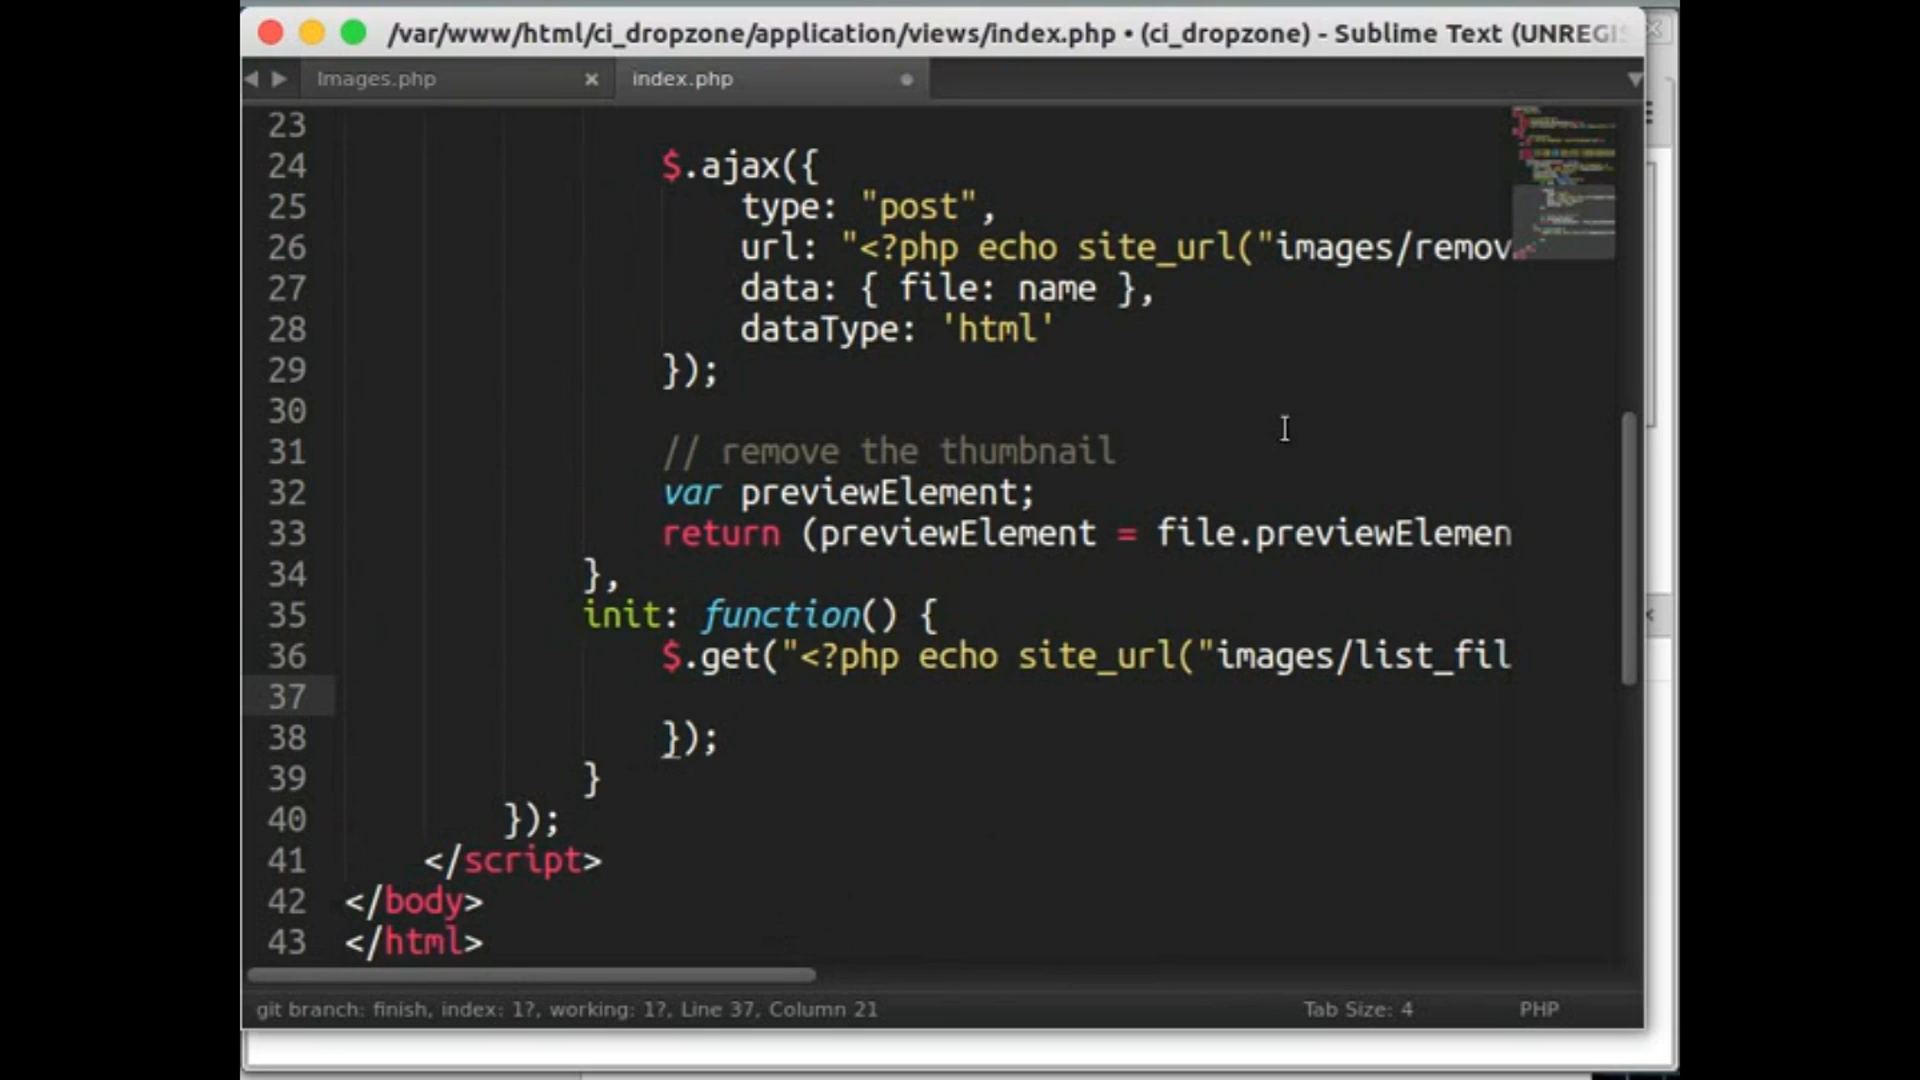 /var/www/html/ci_dropzone/application/views/index.php • (ci_dropzone) - Sublime Text (UNREGIS
Images.php
index.php
23
24 $.ajax({
25 type: "post",
26 url: "<?php echo site_url("images/remov
27 data: { file: name },
28 dataType: 'html'
29 });
30
31 // remove the thumbnail
32 var previewElement;
33 return (previewElement = file.previewElemen
34 },
35 init: function() {
36 $.get("<?php echo site_url("images/list_fil
37
38 });
39 }
40 });
41 </script>
42 </body>
43 </html>
git branch: finish, index: 1?, working: 1?, Line 37, Column 21
Tab Size: 4
PHP